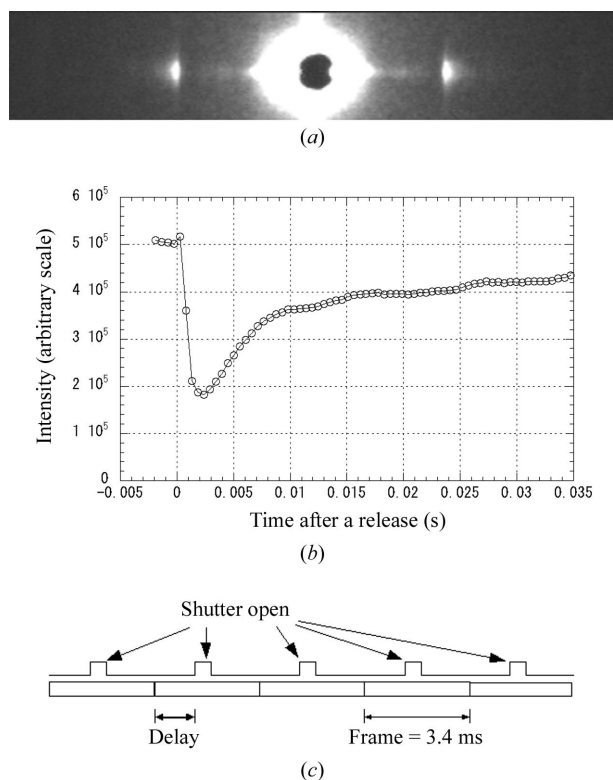 (a)
6 10⁵
5 10⁵
4 10⁵
3 10⁵
2 10⁵
1 10⁵
0
Intensity (arbitrary scale)
-0.005 0 0.005 0.01 0.015 0.02 0.025 0.03 0.035
Time after a release (s)
(b)
Shutter open
Delay
Frame = 3.4 ms
(c)